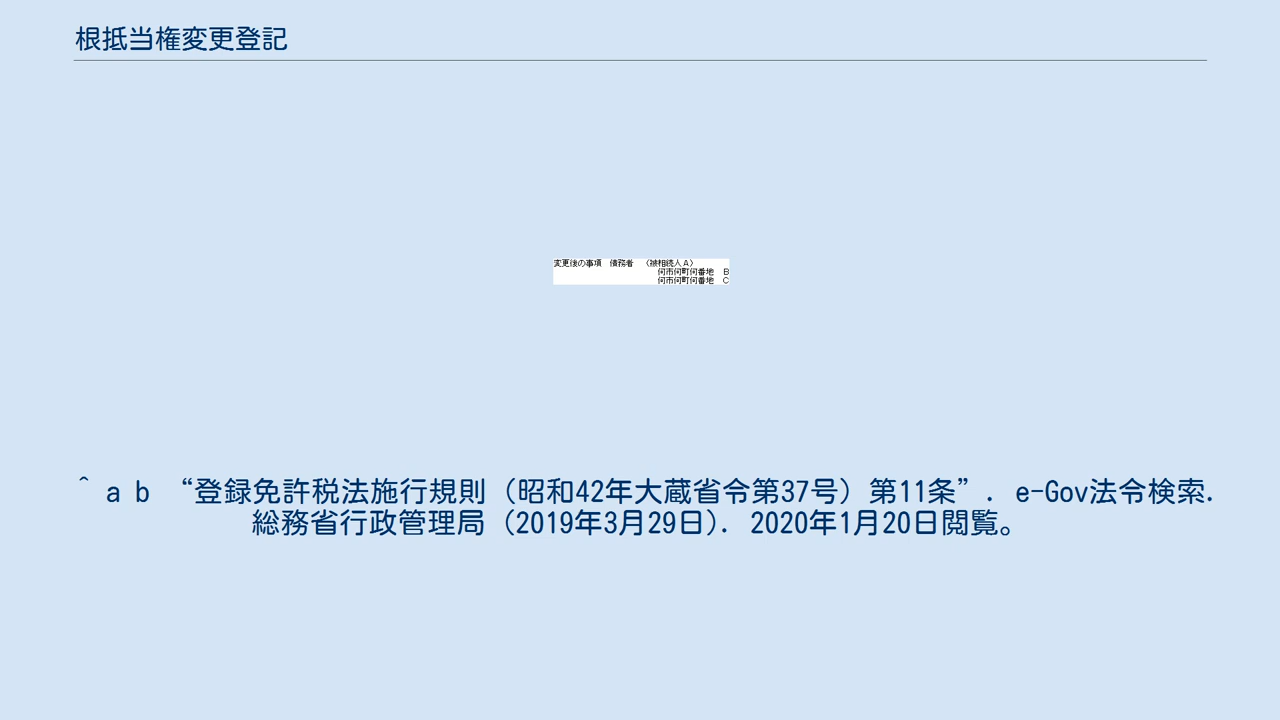 根抵当権変更登記
変更後の事項　債務者　（被相続人Ａ）
何市何町何番地　Ｂ
何市何町何番地　Ｃ
^ a b “登録免許税法施行規則（昭和42年大蔵省令第37号）第11条”. e-Gov法令検索.
総務省行政管理局 (2019年3月29日). 2020年1月20日閲覧。